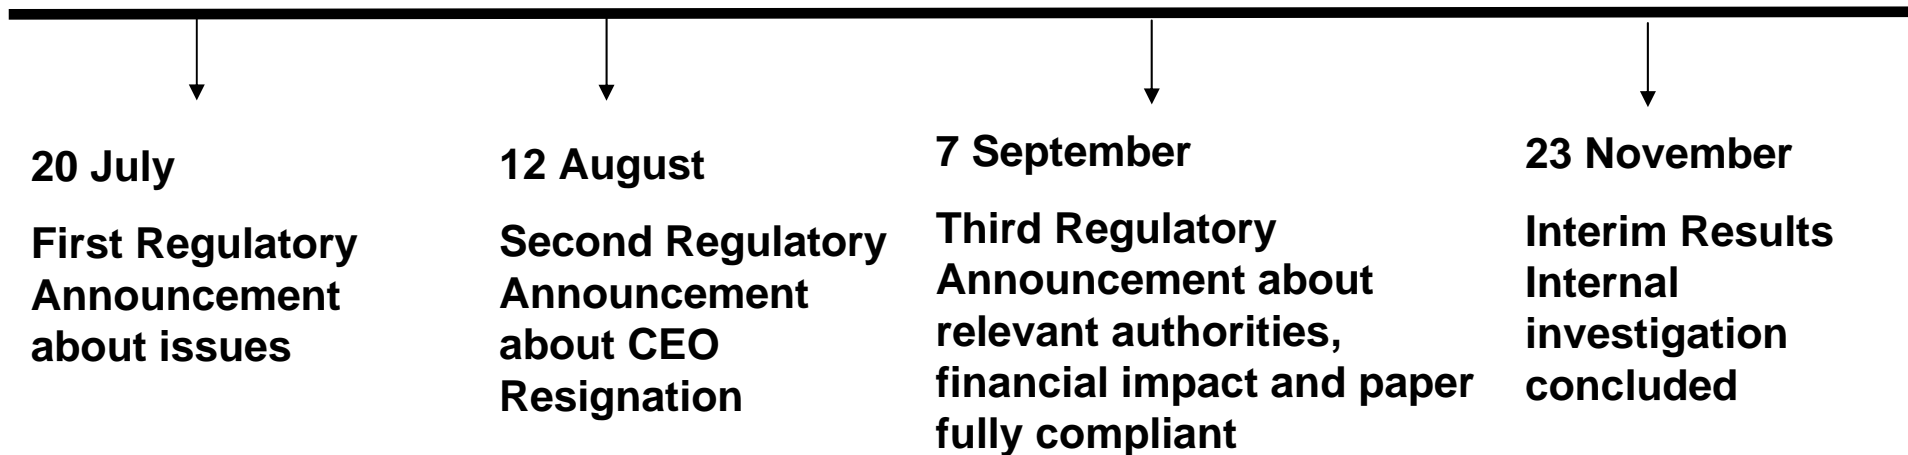 20 July
First Regulatory
Announcement
about issues
12 August
Second Regulatory
Announcement
about CEO
Resignation
7 September
Third Regulatory
Announcement about
relevant authorities,
financial impact and paper
fully compliant
23 November
Interim Results
Internal
investigation
concluded